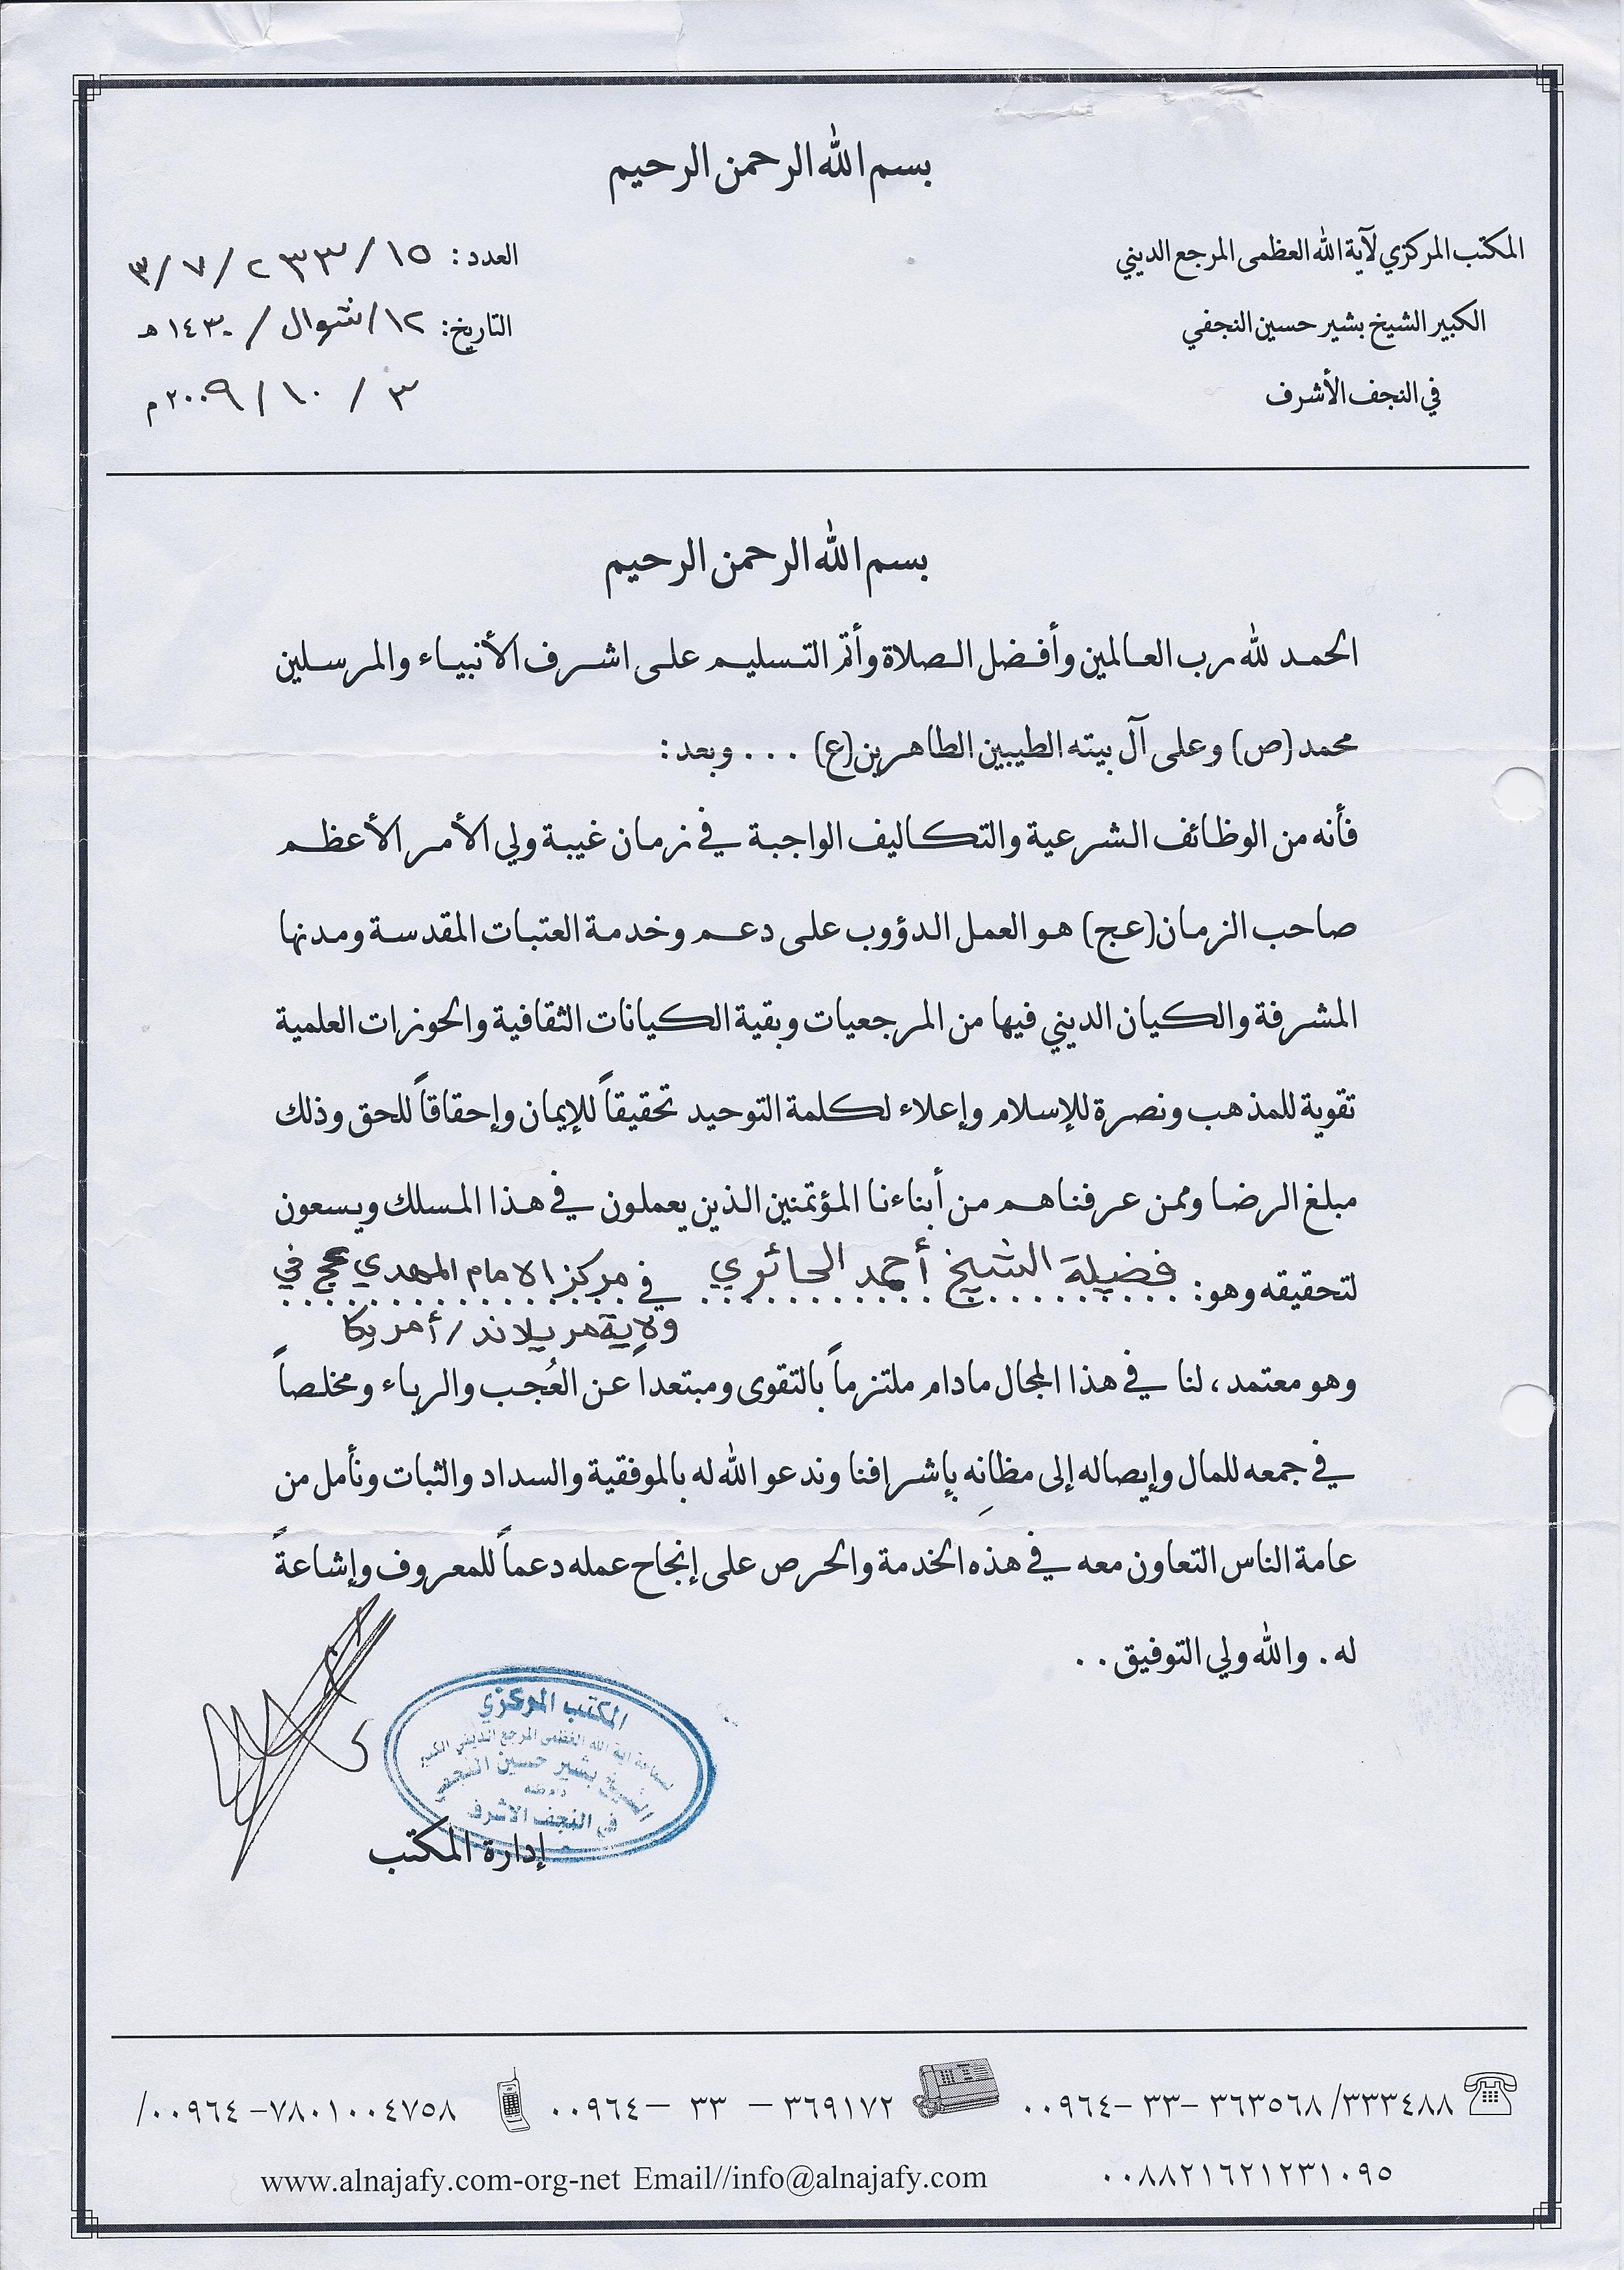 بسم الله الرحمن الرحيم
المكتب المركزي لآية الله العظمى المرجع الديني
الكبير الشيخ بشير حسين النجفي
في النجف الأشرف
العدد : ١٥/ ٢٣٣ / ٧ /٣
التاريخ: ١٢/ شوال / ١٤٣٠هـ
٣ / ١٠ / ٢٠٠٩م
بسم الله الرحمن الرحيم
الحمد لله رب العالمين وأفضل الصلاة وأتم التسليم على اشرف الأنبياء والمرسلين
محمد (ص) وعلى آل بيته الطيبين الطاهرين (ع) . . . وبعد :
فأنه من الوظائف الشرعية والتكاليف الواجبة في زمان غيبة ولي الأمر الأعظم
صاحب الزمان (عج) هو العمل الدؤوب على دعم وخدمة العتبات المقدسة ومدنها
المشرفة والكيان الديني فيها من المرجعيات وبقية الكيانات الثقافية والحوزات العلمية
تقوية للمذهب ونصرة للإسلام وإعلاء لكلمة التوحيد تحقيقاً للإيمان وإحقاقاً للحق وذلك
مبلغ الرضا وممن عرفناهم من أبناءنا المؤتمنين الذين يعملون في هذا المسلك ويسعون
لتحقيقه وهو: فضيلة الشيخ أحمد الحائري في مركز الامام المهدي عج في
ولاية مريلاند / أمريكا
وهو معتمد ، لنا في هذا المجال مادام ملتزماً بالتقوى ومبتعداً عن العُجب والرياء ومخلصاً
في جمعه للمال وإيصاله إلى مظانِه بإشرافنا وندعو الله له بالموفقية والسداد والثبات ونأمل من
عامة الناس التعاون معه في هذه الخدمة والحرص على إنجاح عمله دعماً للمعروف وإشاعةً
له . والله ولي التوفيق . .
المكتب المركزي
لسماحة اية الله العظمى المرجع الديني الكبير
الشيخ بشير حسين النجفي
دام ظله
في النجف الاشرف
إدارة المكتب
٠٠٩٦٤– ٣٣– ٣٦٣٥٦٨ /٣٣٣٤٨٨
٠٠٩٦٤– ٣٣ – ٣٦٩١٧٢
/٠٠٩٦٤ –٧٨٠١٠٠٤٧٥٨
٠٠٨٨٢١٦٢١٢٣١٠٩٥
www.alnajafy.com-org-net Email//info@alnajafy.com